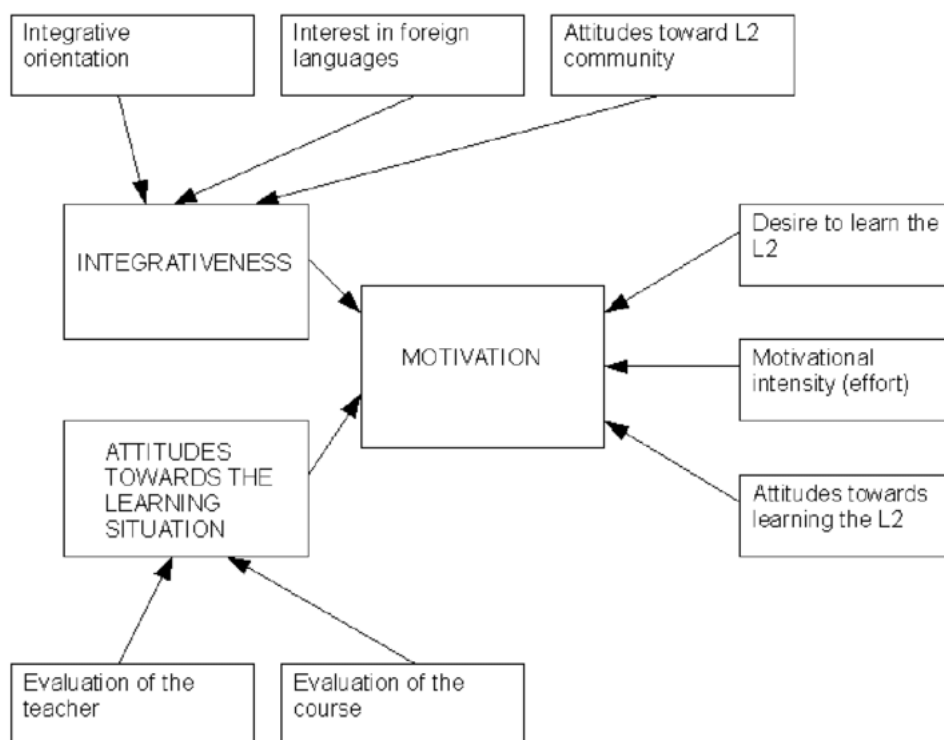 Integrative
orientation
Interest in foreign
languages
Attitudes toward L2
community
INTEGRATIVENESS
Desire to learn the
L2
MOTIVATION
Motivational
intensity (effort)
ATTITUDES
TOWARDS THE
LEARNING
SITUATION
Attitudes towards
learning the L2
Evaluation of the
teacher
Evaluation of the
course